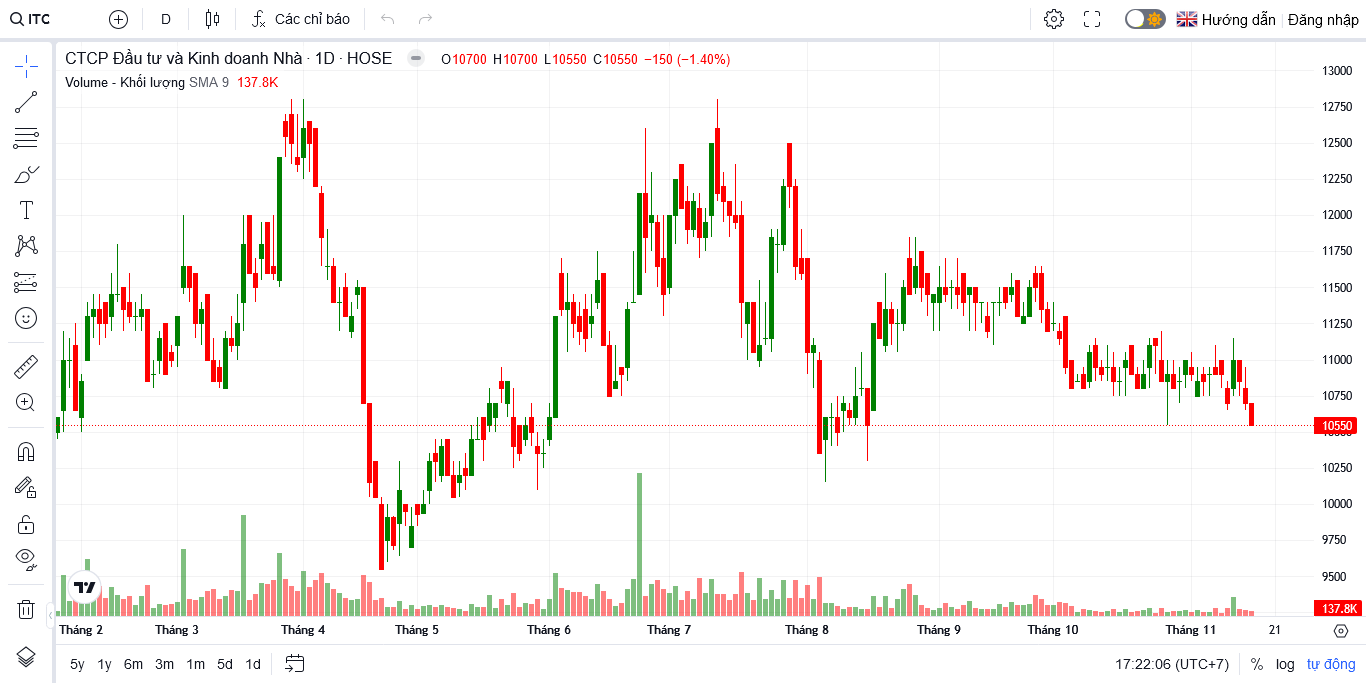 ITC D Các chỉ báo Hướng dẫn Đăng nhập
CTCP Đầu tư và Kinh doanh Nhà · 1D · HOSE O10700 H10700 L10550 C10550 −150 (−1.40%)
Volume - Khối lượng SMA 9 137.8K
13000
12750
12500
12250
12000
11750
11500
11250
11000
10750
10550
10250
10000
9750
9500
137.8K
Tháng 2 Tháng 3 Tháng 4 Tháng 5 Tháng 6 Tháng 7 Tháng 8 Tháng 9 Tháng 10 Tháng 11 21
5y 1y 6m 3m 1m 5d 1d 17:22:06 (UTC+7) % log tự động